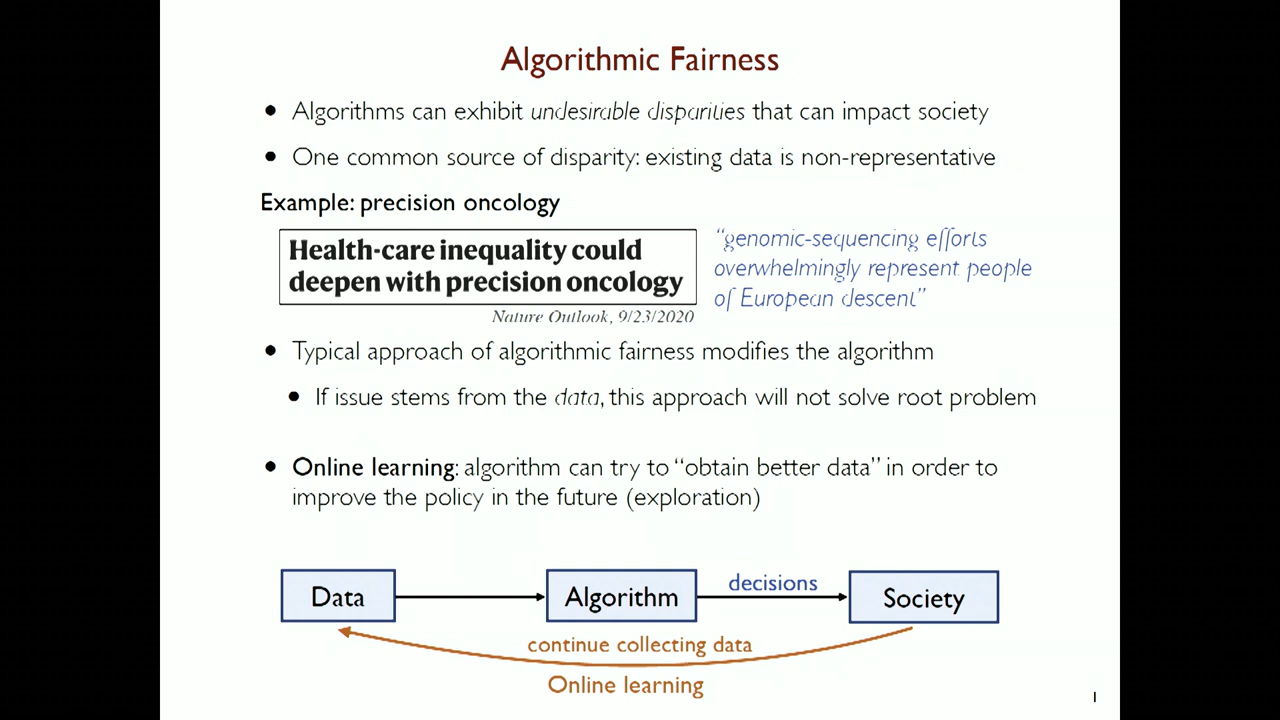 Algorithmic Fairness
• Algorithms can exhibit undesirable disparities that can impact society
• One common source of disparity: existing data is non-representative
Example: precision oncology
Health-care inequality could
deepen with precision oncology
Nature Outlook, 9/23/2020
“genomic-sequencing efforts
overwhelmingly represent people
of European descent”
• Typical approach of algorithmic fairness modifies the algorithm
• If issue stems from the data, this approach will not solve root problem
• Online learning: algorithm can try to “obtain better data” in order to
improve the policy in the future (exploration)
Data
Algorithm
decisions
Society
continue collecting data
Online learning
1